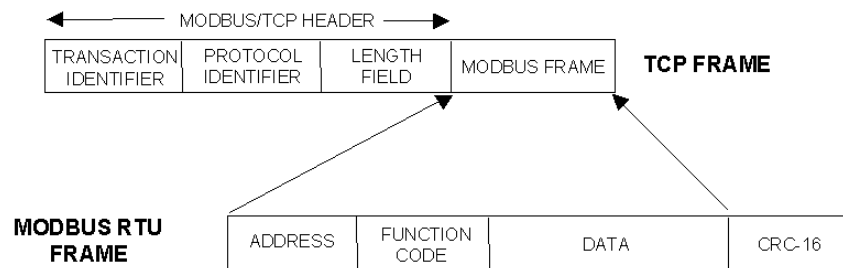 MODBUS/TCP HEADER
TRANSACTION IDENTIFIER
PROTOCOL IDENTIFIER
LENGTH FIELD
MODBUS FRAME
TCP FRAME
MODBUS RTU FRAME
ADDRESS
FUNCTION CODE
DATA
CRC-16